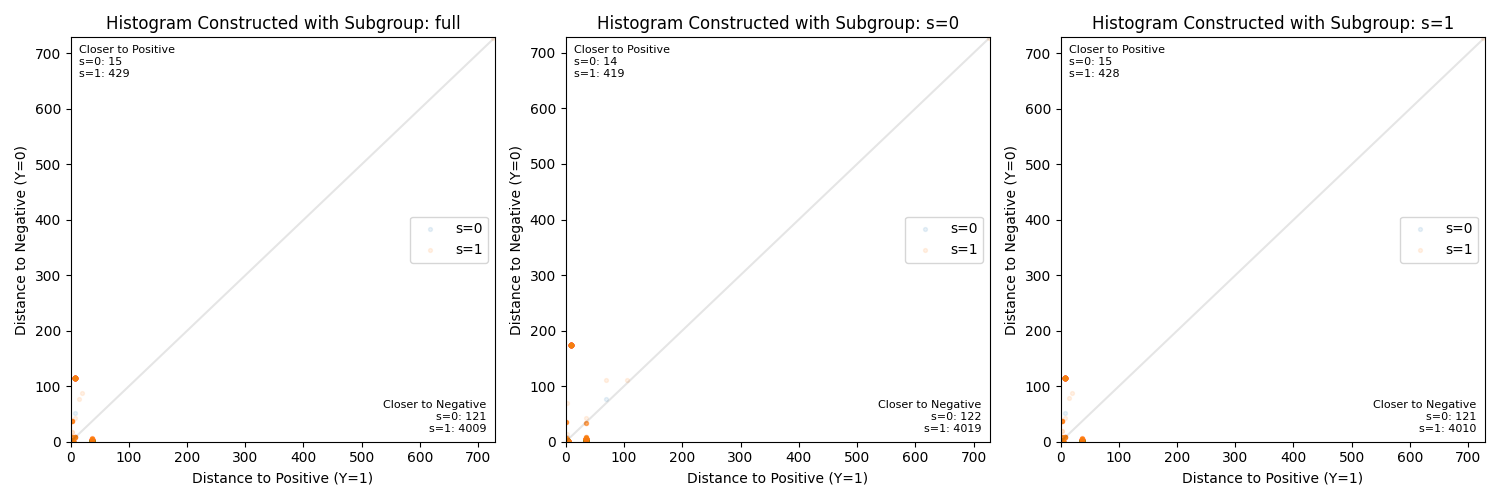 Histogram Constructed with Subgroup: full
Closer to Positive
s=0: 15
s=1: 429
700
600
500
400
300
200
100
0
Distance to Negative (Y=0)
s=0
s=1
Closer to Negative
s=0: 121
s=1: 4009
0 100 200 300 400 500 600 700
Distance to Positive (Y=1)
Histogram Constructed with Subgroup: s=0
Closer to Positive
s=0: 14
s=1: 419
700
600
500
400
300
200
100
0
Distance to Negative (Y=0)
s=0
s=1
Closer to Negative
s=0: 122
s=1: 4019
0 100 200 300 400 500 600 700
Distance to Positive (Y=1)
Histogram Constructed with Subgroup: s=1
Closer to Positive
s=0: 15
s=1: 428
700
600
500
400
300
200
100
0
Distance to Negative (Y=0)
s=0
s=1
Closer to Negative
s=0: 121
s=1: 4010
0 100 200 300 400 500 600 700
Distance to Positive (Y=1)